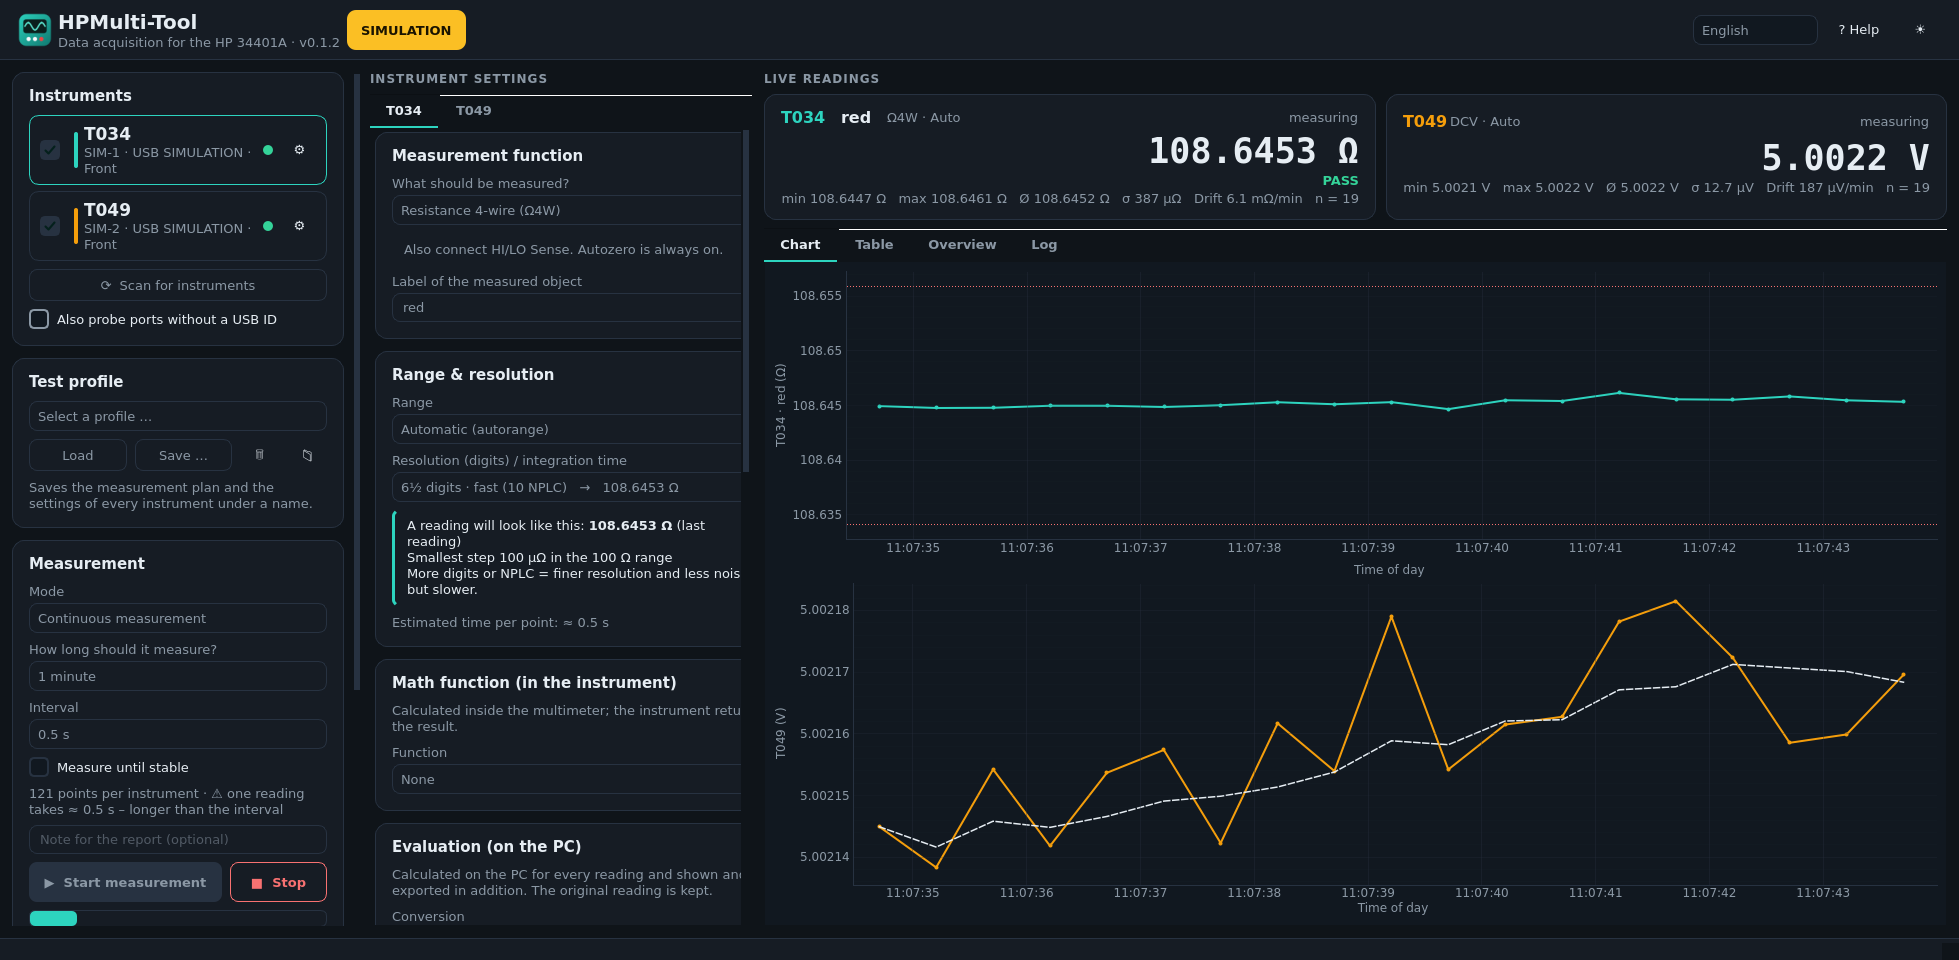 HPMulti-Tool
Data acquisition for the HP 34401A · v0.1.2
SIMULATION
English
? Help
Instruments
T034
SIM-1 · USB SIMULATION ·
Front
T049
SIM-2 · USB SIMULATION ·
Front
⟳ Scan for instruments
Also probe ports without a USB ID
Test profile
Select a profile …
Load
Save …
Saves the measurement plan and the
settings of every instrument under a name.
Measurement
Mode
Continuous measurement
How long should it measure?
1 minute
Interval
0.5 s
Measure until stable
121 points per instrument · ⚠ one reading
takes ≈ 0.5 s – longer than the interval
Note for the report (optional)
▶ Start measurement
■ Stop
INSTRUMENT SETTINGS
T034
T049
Measurement function
What should be measured?
Resistance 4-wire (Ω4W)
Also connect HI/LO Sense. Autozero is always on.
Label of the measured object
red
Range & resolution
Range
Automatic (autorange)
Resolution (digits) / integration time
6½ digits · fast (10 NPLC) → 108.6453 Ω
A reading will look like this: 108.6453 Ω (last
reading)
Smallest step 100 µΩ in the 100 Ω range
More digits or NPLC = finer resolution and less nois
but slower.
Estimated time per point: ≈ 0.5 s
Math function (in the instrument)
Calculated inside the multimeter; the instrument retu
the result.
Function
None
Evaluation (on the PC)
Calculated on the PC for every reading and shown and
exported in addition. The original reading is kept.
Conversion
LIVE READINGS
T034 red Ω4W · Auto
measuring
108.6453 Ω
PASS
min 108.6447 Ω max 108.6461 Ω Ø 108.6452 Ω σ 387 µΩ Drift 6.1 mΩ/min n = 19
T049 DCV · Auto
measuring
5.0022 V
min 5.0021 V max 5.0022 V Ø 5.0022 V σ 12.7 µV Drift 187 µV/min n = 19
Chart
Table
Overview
Log
T034 · red (Ω)
108.655
108.65
108.645
108.64
108.635
11:07:35 11:07:36 11:07:37 11:07:38 11:07:39 11:07:40 11:07:41 11:07:42 11:07:43
Time of day
T049 (V)
5.00218
5.00217
5.00216
5.00215
5.00214
11:07:35 11:07:36 11:07:37 11:07:38 11:07:39 11:07:40 11:07:41 11:07:42 11:07:43
Time of day